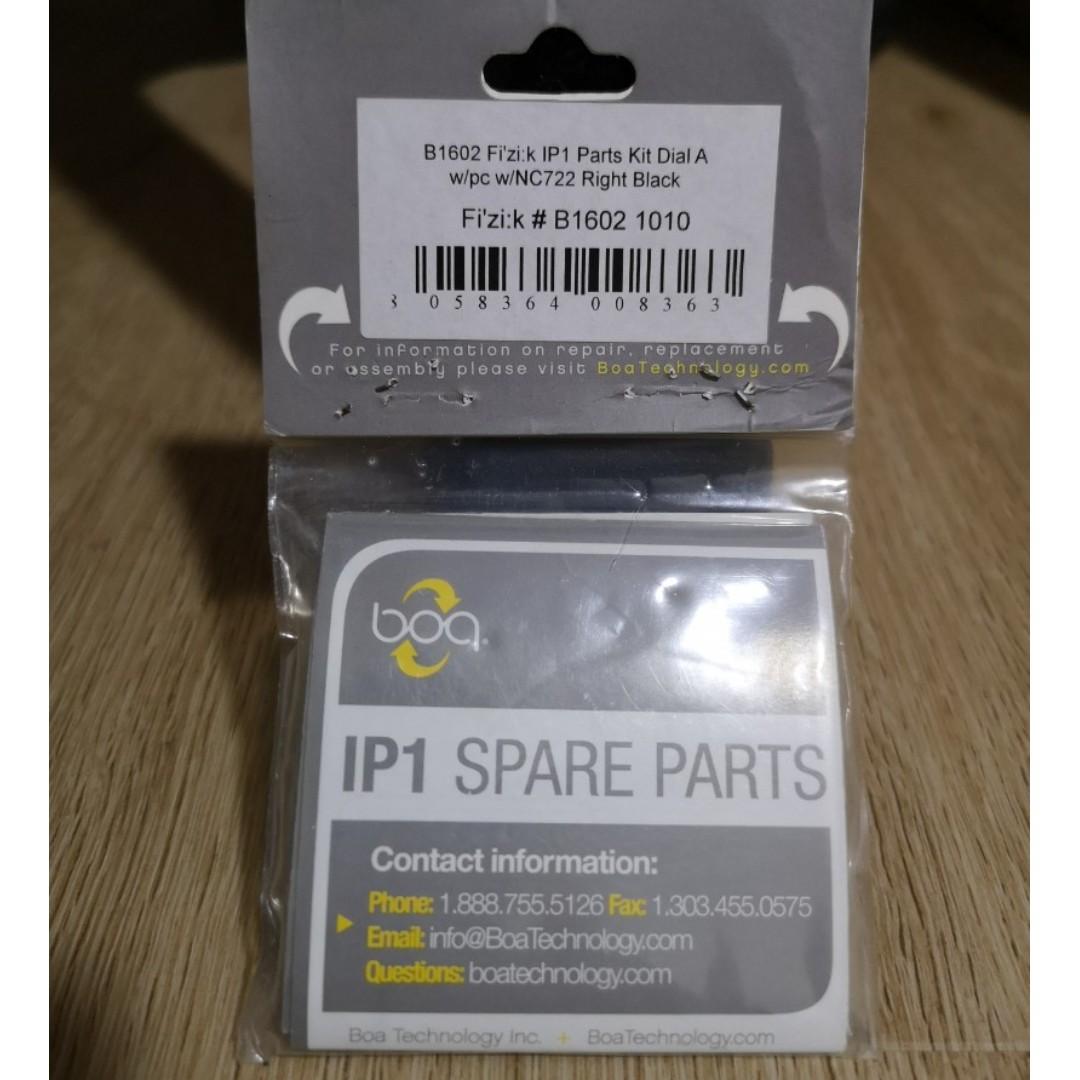 B1602 Fi'zi:k IP1 Parts Kit Dial A
w/pc w/NC722 Right Black
Fi'zi:k # B1602 1010
058364 008363
For information on repair, replacement
or assembly please visit BoaTechnology.com
boa
IP1 SPARE PARTS
Contact information:
Phone: 1.888.755.5126 Fax: 1.303.455.0575
Email: info@BoaTechnology.com
Questions: boatechnology.com
Boa Technology Inc. + BoaTechnology.com